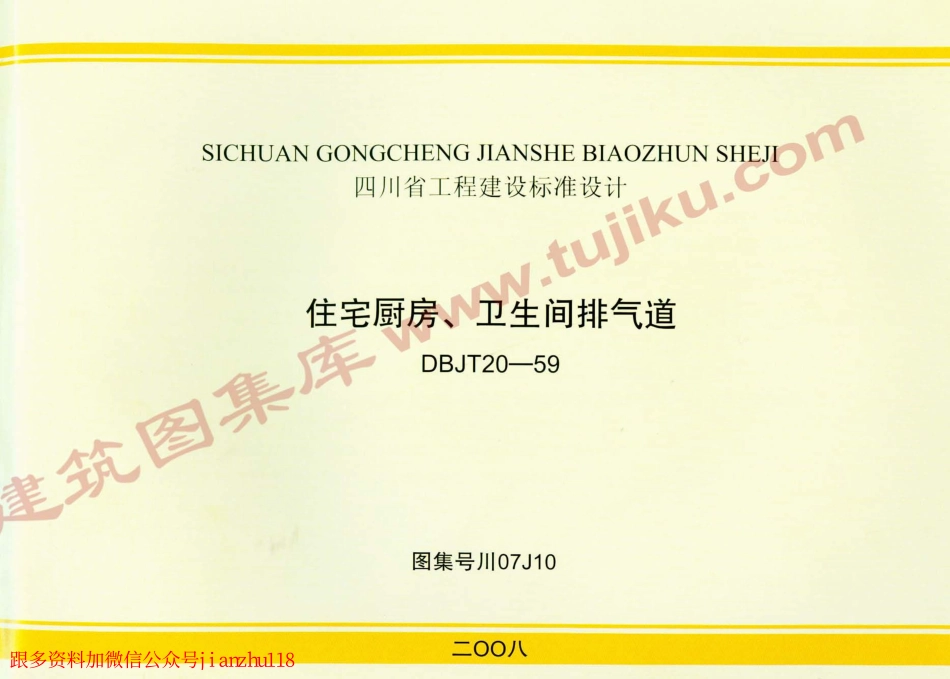 SICHUAN GONGCHENG JIANSHE BIAOZHUN SHEJI
四川省工程建设标准设计
住宅厨房、卫生间排气道
DBJT20—59
建筑图集库 www.tujiku.com
图集号川07J10
二OO八
跟多资料加微信公众号jianzhu118